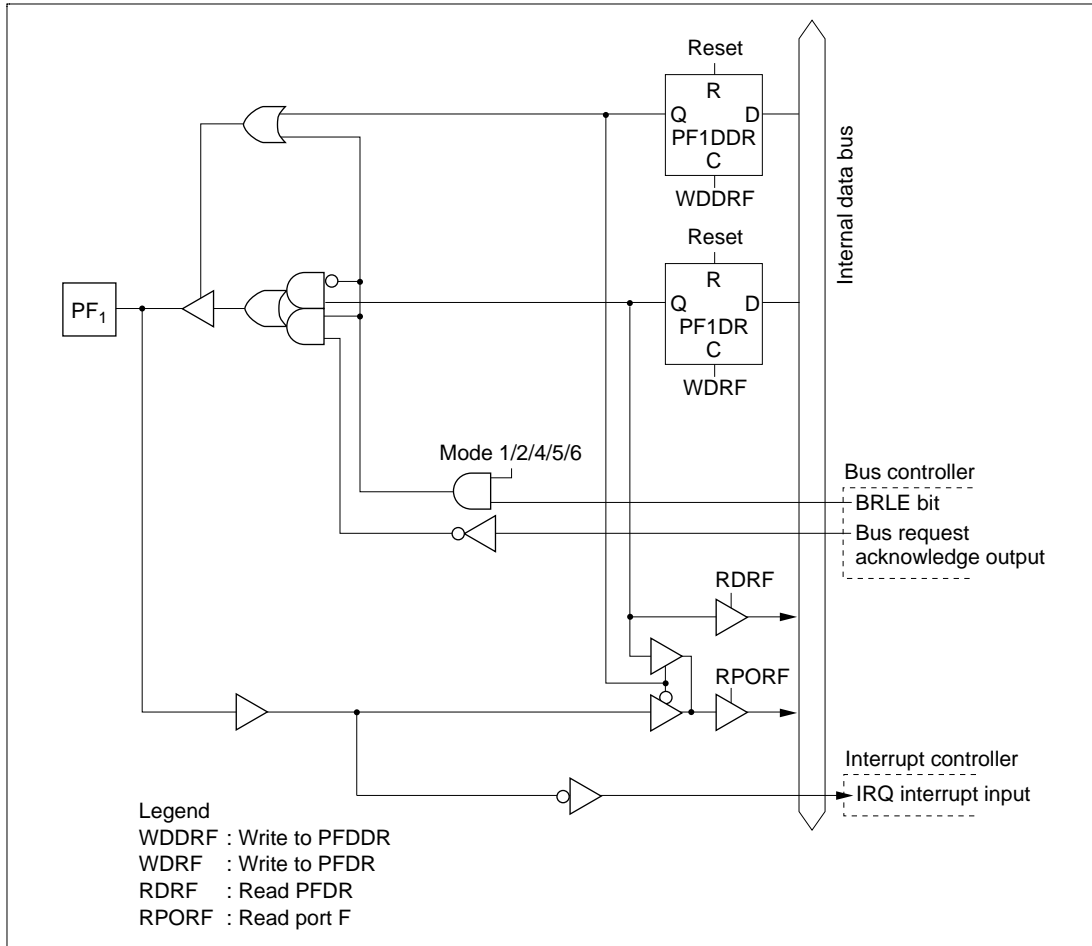 Reset
R
Q D
PF1DDR
C
WDDRF
Internal data bus
Reset
R
Q D
PF1DR
C
WDRF
PF1
Mode 1/2/4/5/6
Bus controller
BRLE bit
Bus request
acknowledge output
RDRF
RPORF
Interrupt controller
IRQ interrupt input
Legend
WDDRF : Write to PFDDR
WDRF : Write to PFDR
RDRF : Read PFDR
RPORF : Read port F